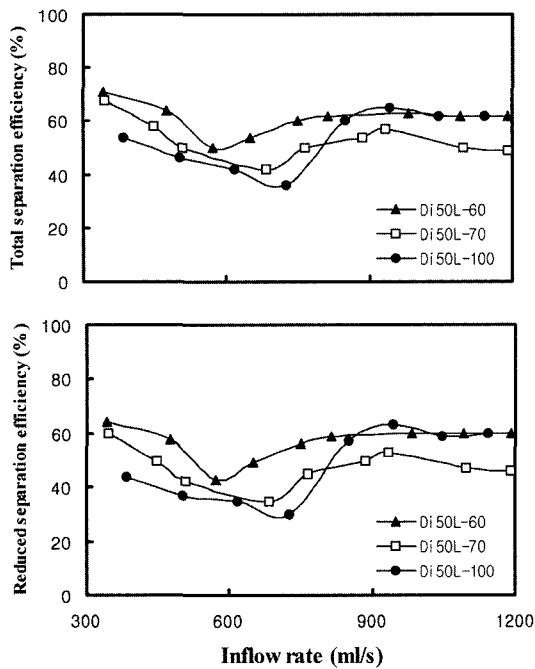 Total separation efficiency (%)
100
80
60
40
20
0
Di50L-60
Di50L-70
Di50L-100
Reduced separation efficiency (%)
100
80
60
40
20
0
Di50L-60
Di50L-70
Di50L-100
300 600 900 1200
Inflow rate (ml/s)